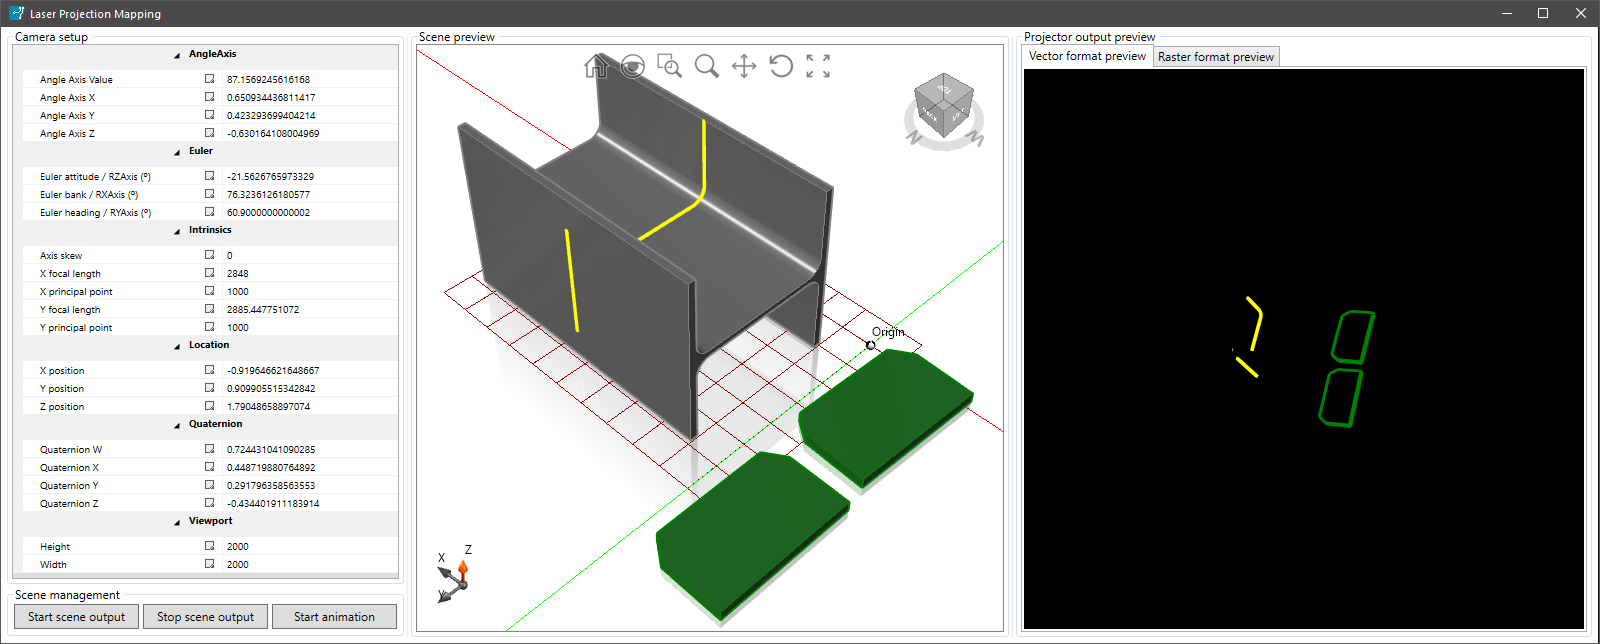 Laser Projection Mapping
Camera setup
AngleAxis
Angle Axis Value 87.1569245616168
Angle Axis X 0.650934436811417
Angle Axis Y 0.423293699404214
Angle Axis Z -0.630164108004969
Euler
Euler attitude / RZAxis (º) -21.5626765973329
Euler bank / RXAxis (º) 76.3236126180577
Euler heading / RYAxis (º) 60.9000000000002
Intrinsics
Axis skew 0
X focal length 2848
X principal point 1000
Y focal length 2885.447751072
Y principal point 1000
Location
X position -0.919646621648667
Y position 0.909905515342842
Z position 1.79048658897074
Quaternion
Quaternion W 0.724431041090285
Quaternion X 0.448719880764892
Quaternion Y 0.291796358563553
Quaternion Z -0.434401911183914
Viewport
Height 2000
Width 2000
Scene management
Start scene output Stop scene output Start animation
Scene preview
TOP
BACK
LEFT
N
Origin
X
Z
Y
Projector output preview
Vector format preview Raster format preview